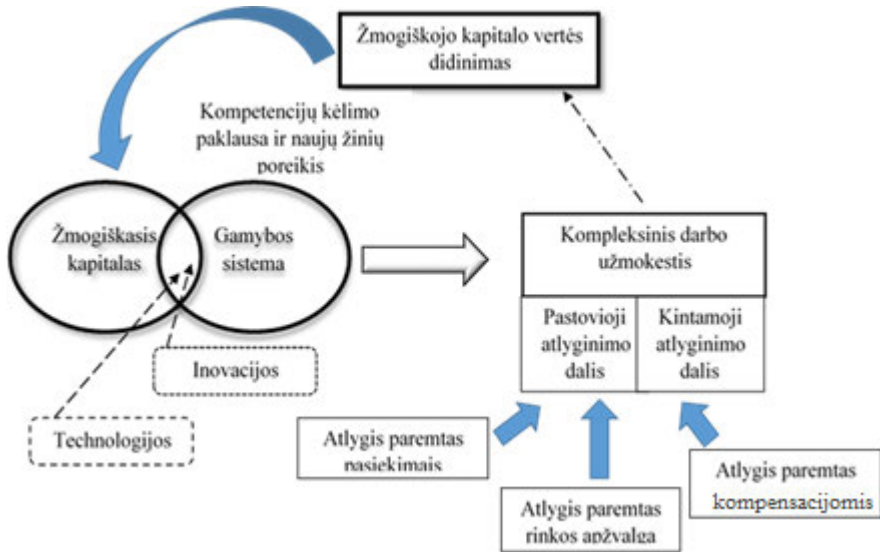 Žmogiškojo kapitalo vertės
didinimas
Kompetencijų kėlimo
paklausa ir naujų žinių
poreikis
Žmogiškasis
kapitalas
Gamybos
sistema
Kompleksinis darbo
užmokestis
Pastovioji
atlyginimo
dalis
Kintamoji
atlyginimo
dalis
Inovacijos
Technologijos
Atlygis paremtas
pasiekimais
Atlygis paremtas
rinkos apžvalga
Atlygis paremtas
kompensacijomis